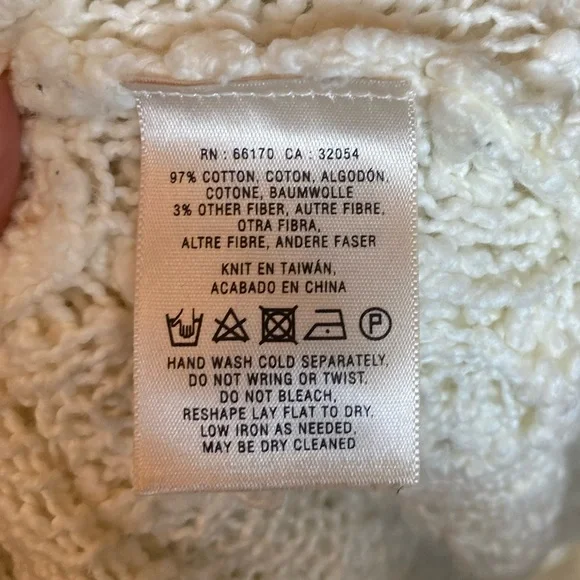 RN : 66170 CA : 32054
97% COTTON, COTON, ALGODÓN,
COTONE, BAUMWOLLE
3% OTHER FIBER, AUTRE FIBRE,
OTRA FIBRA,
ALTRE FIBRE, ANDERE FASER
KNIT EN TAIWÁN,
ACABADO EN CHINA
P
HAND WASH COLD SEPARATELY,
DO NOT WRING OR TWIST.
DO NOT BLEACH,
RESHAPE LAY FLAT TO DRY.
LOW IRON AS NEEDED,
MAY BE DRY CLEANED